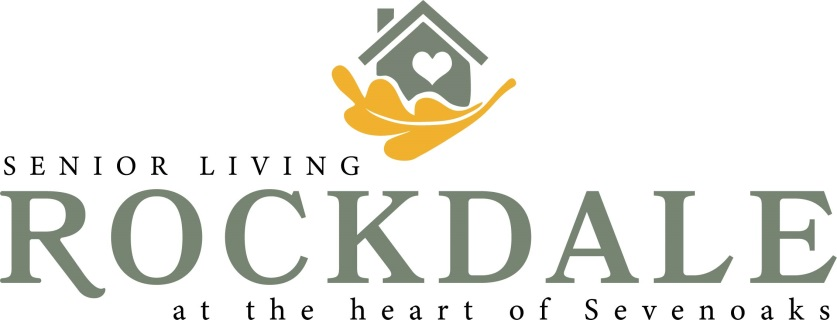 SENIOR LIVING
ROCKDALE
at the heart of Sevenoaks